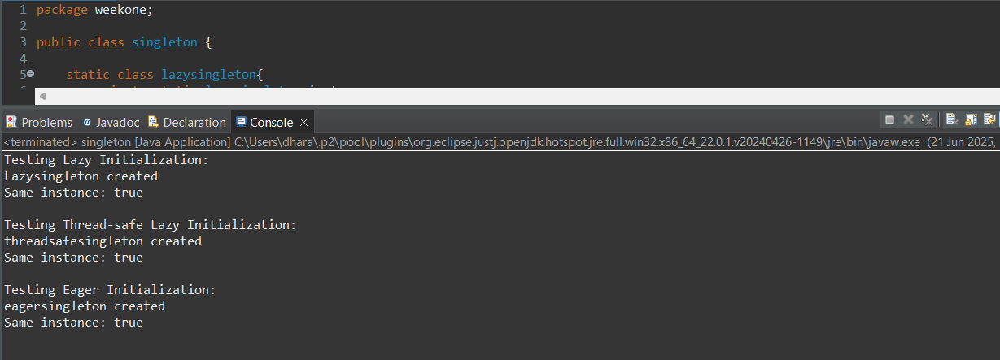 1 package weekone;
2
3 public class singleton {
4
5 static class lazysingleton{
Problems @ Javadoc Declaration Console
<terminated> singleton [Java Application] C:\Users\dhara\.p2\pool\plugins\org.eclipse.justj.openjdk.hotspot.jre.full.win32.x86_64_22.0.1.v20240426-1149\jre\bin\javaw.exe (21 Jun 2025,
Testing Lazy Initialization:
Lazysingleton created
Same instance: true
Testing Thread-safe Lazy Initialization:
threadsafesingleton created
Same instance: true
Testing Eager Initialization:
eagersingleton created
Same instance: true